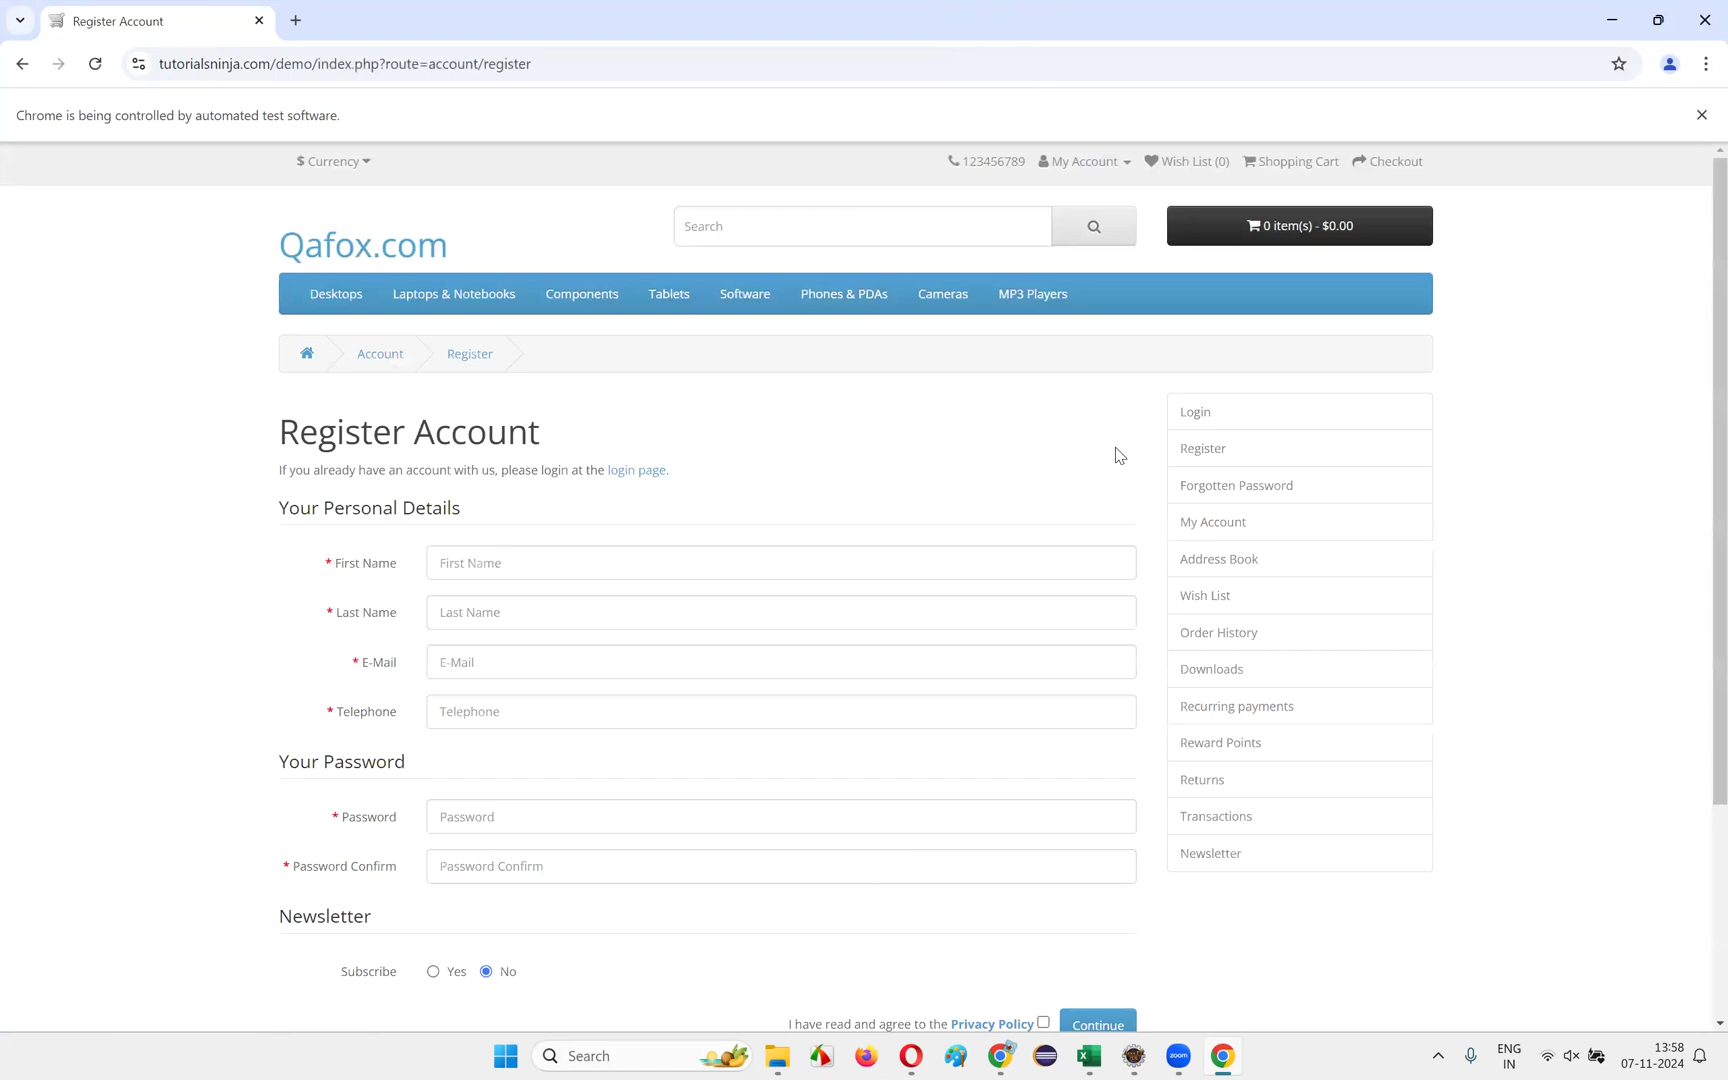 Register Account
tutorialsninja.com/demo/index.php?route=account/register
Chrome is being controlled by automated test software.
$ Currency
123456789 My Account Wish List (0) Shopping Cart Checkout
Qafox.com
Search
0 item(s) - $0.00
Desktops Laptops & Notebooks Components Tablets Software Phones & PDAs Cameras MP3 Players
Account Register
Register Account
If you already have an account with us, please login at the login page.
Your Personal Details
* First Name First Name
* Last Name Last Name
* E-Mail E-Mail
* Telephone Telephone
Your Password
* Password Password
* Password Confirm Password Confirm
Newsletter
Subscribe Yes No
I have read and agree to the Privacy Policy Continue
Login
Register
Forgotten Password
My Account
Address Book
Wish List
Order History
Downloads
Recurring payments
Reward Points
Returns
Transactions
Newsletter
Search
zoom
ENG
IN
13:58
07-11-2024